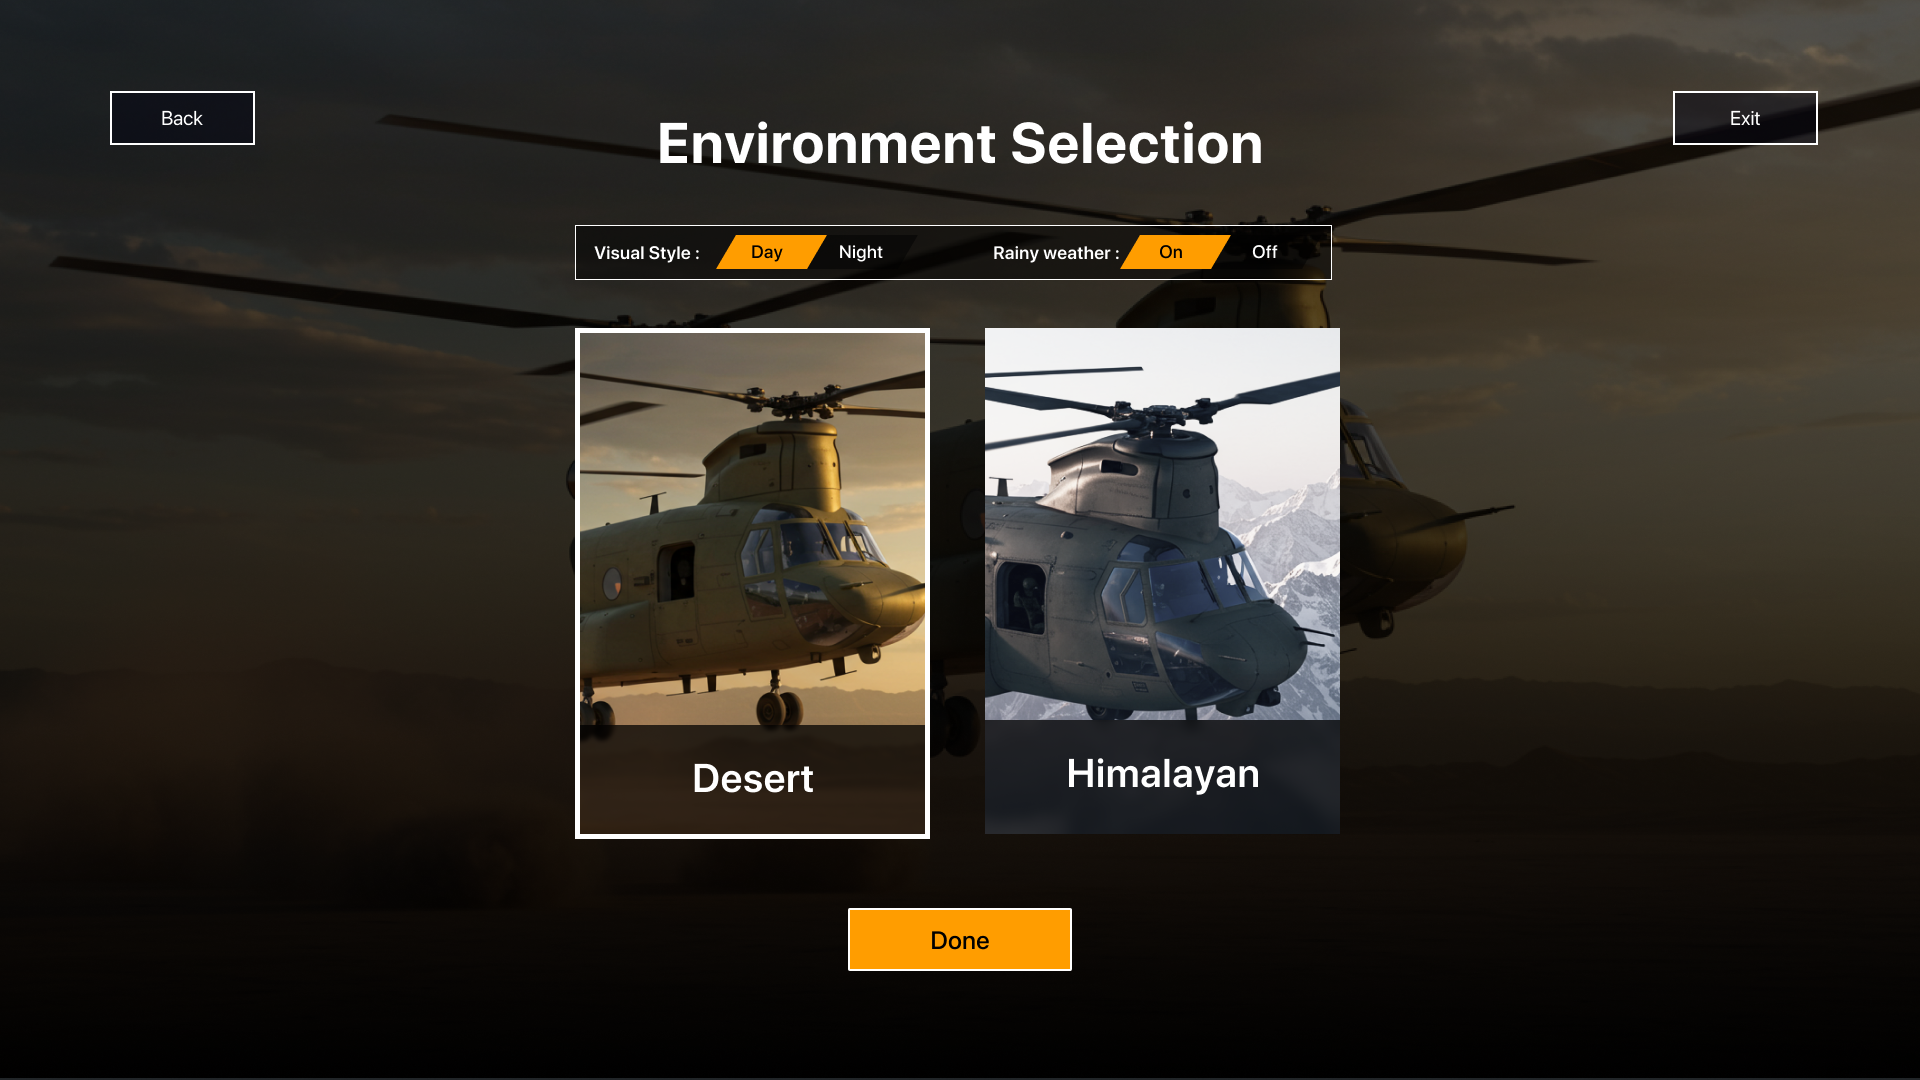 Back
Exit
Environment Selection
Visual Style : Day Night Rainy weather : On Off
Desert
Himalayan
Done